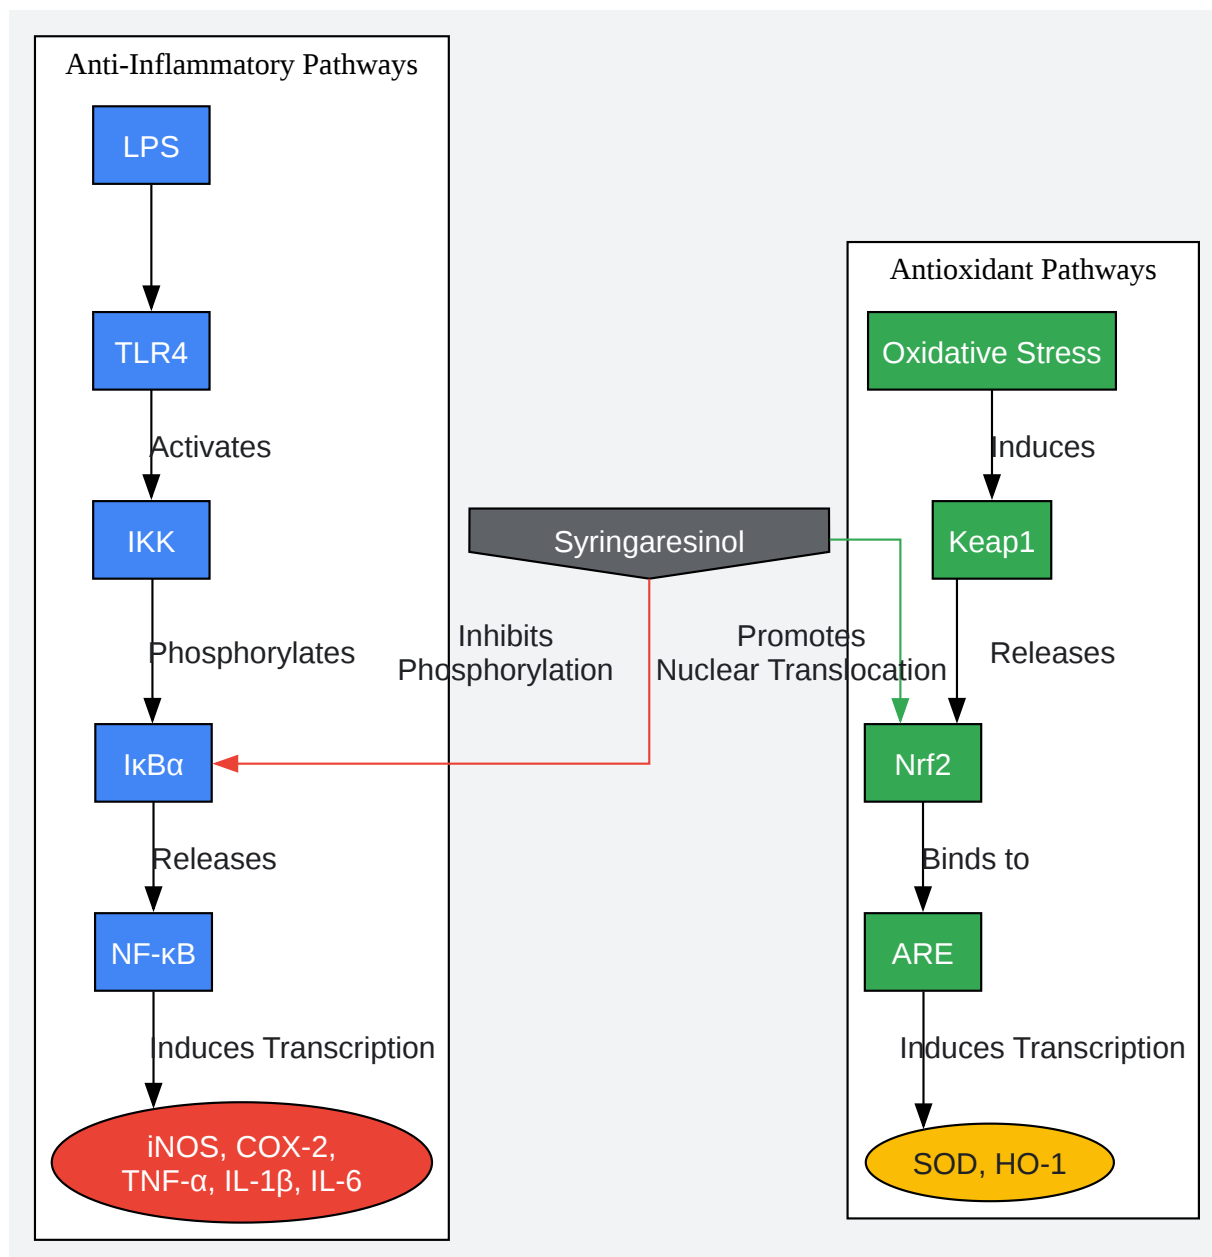 Anti-Inflammatory Pathways
LPS
TLR4
Activates
IKK
Phosphorylates
IκBα
Releases
NF-κB
Induces Transcription
iNOS, COX-2,
TNF-α, IL-1β, IL-6
Syringaresinol
Inhibits
Phosphorylation
Promotes
Nuclear Translocation
Antioxidant Pathways
Oxidative Stress
Induces
Keap1
Releases
Nrf2
Binds to
ARE
Induces Transcription
SOD, HO-1